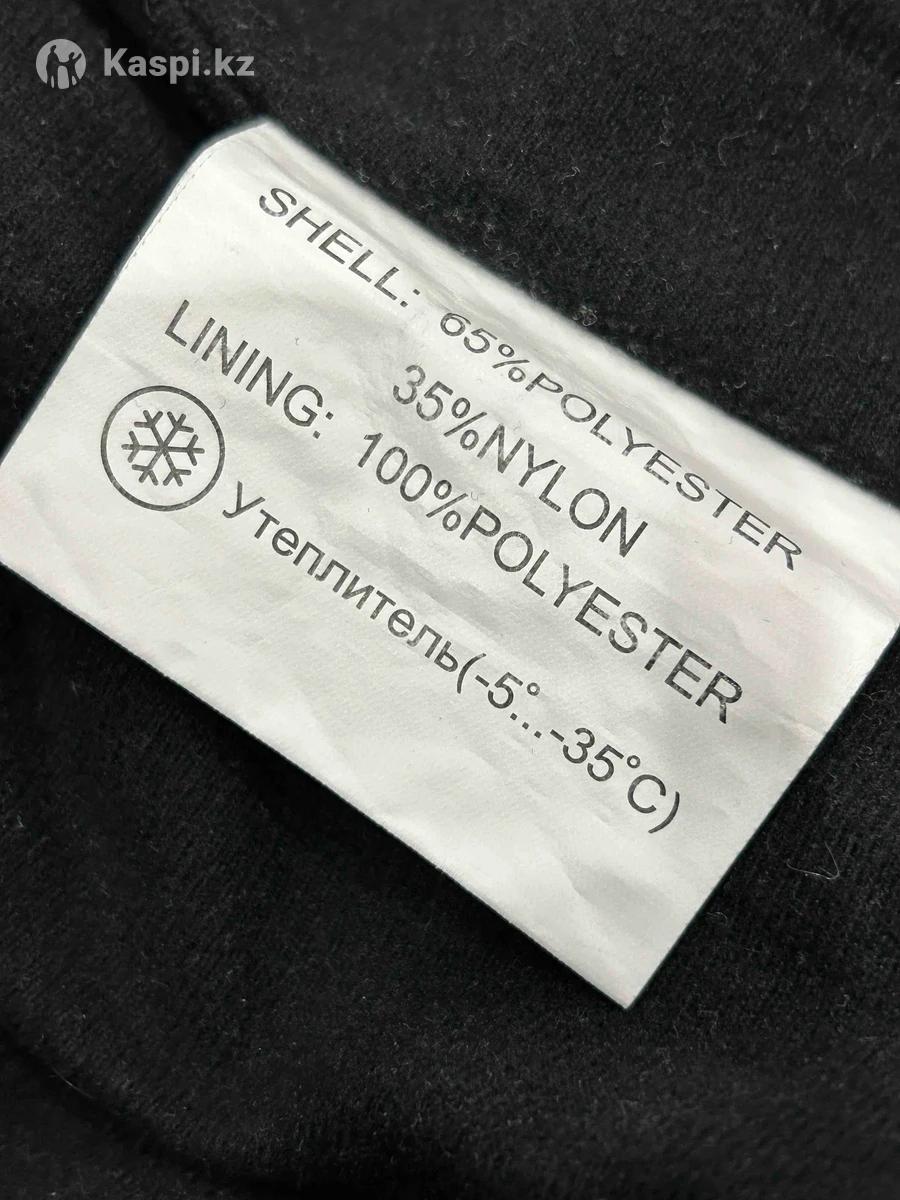 Kaspi.kz
SHELL: 65%POLYESTER
35%NYLON
LINING: 100%POLYESTER
Утеплитель(-5°...-35°C)